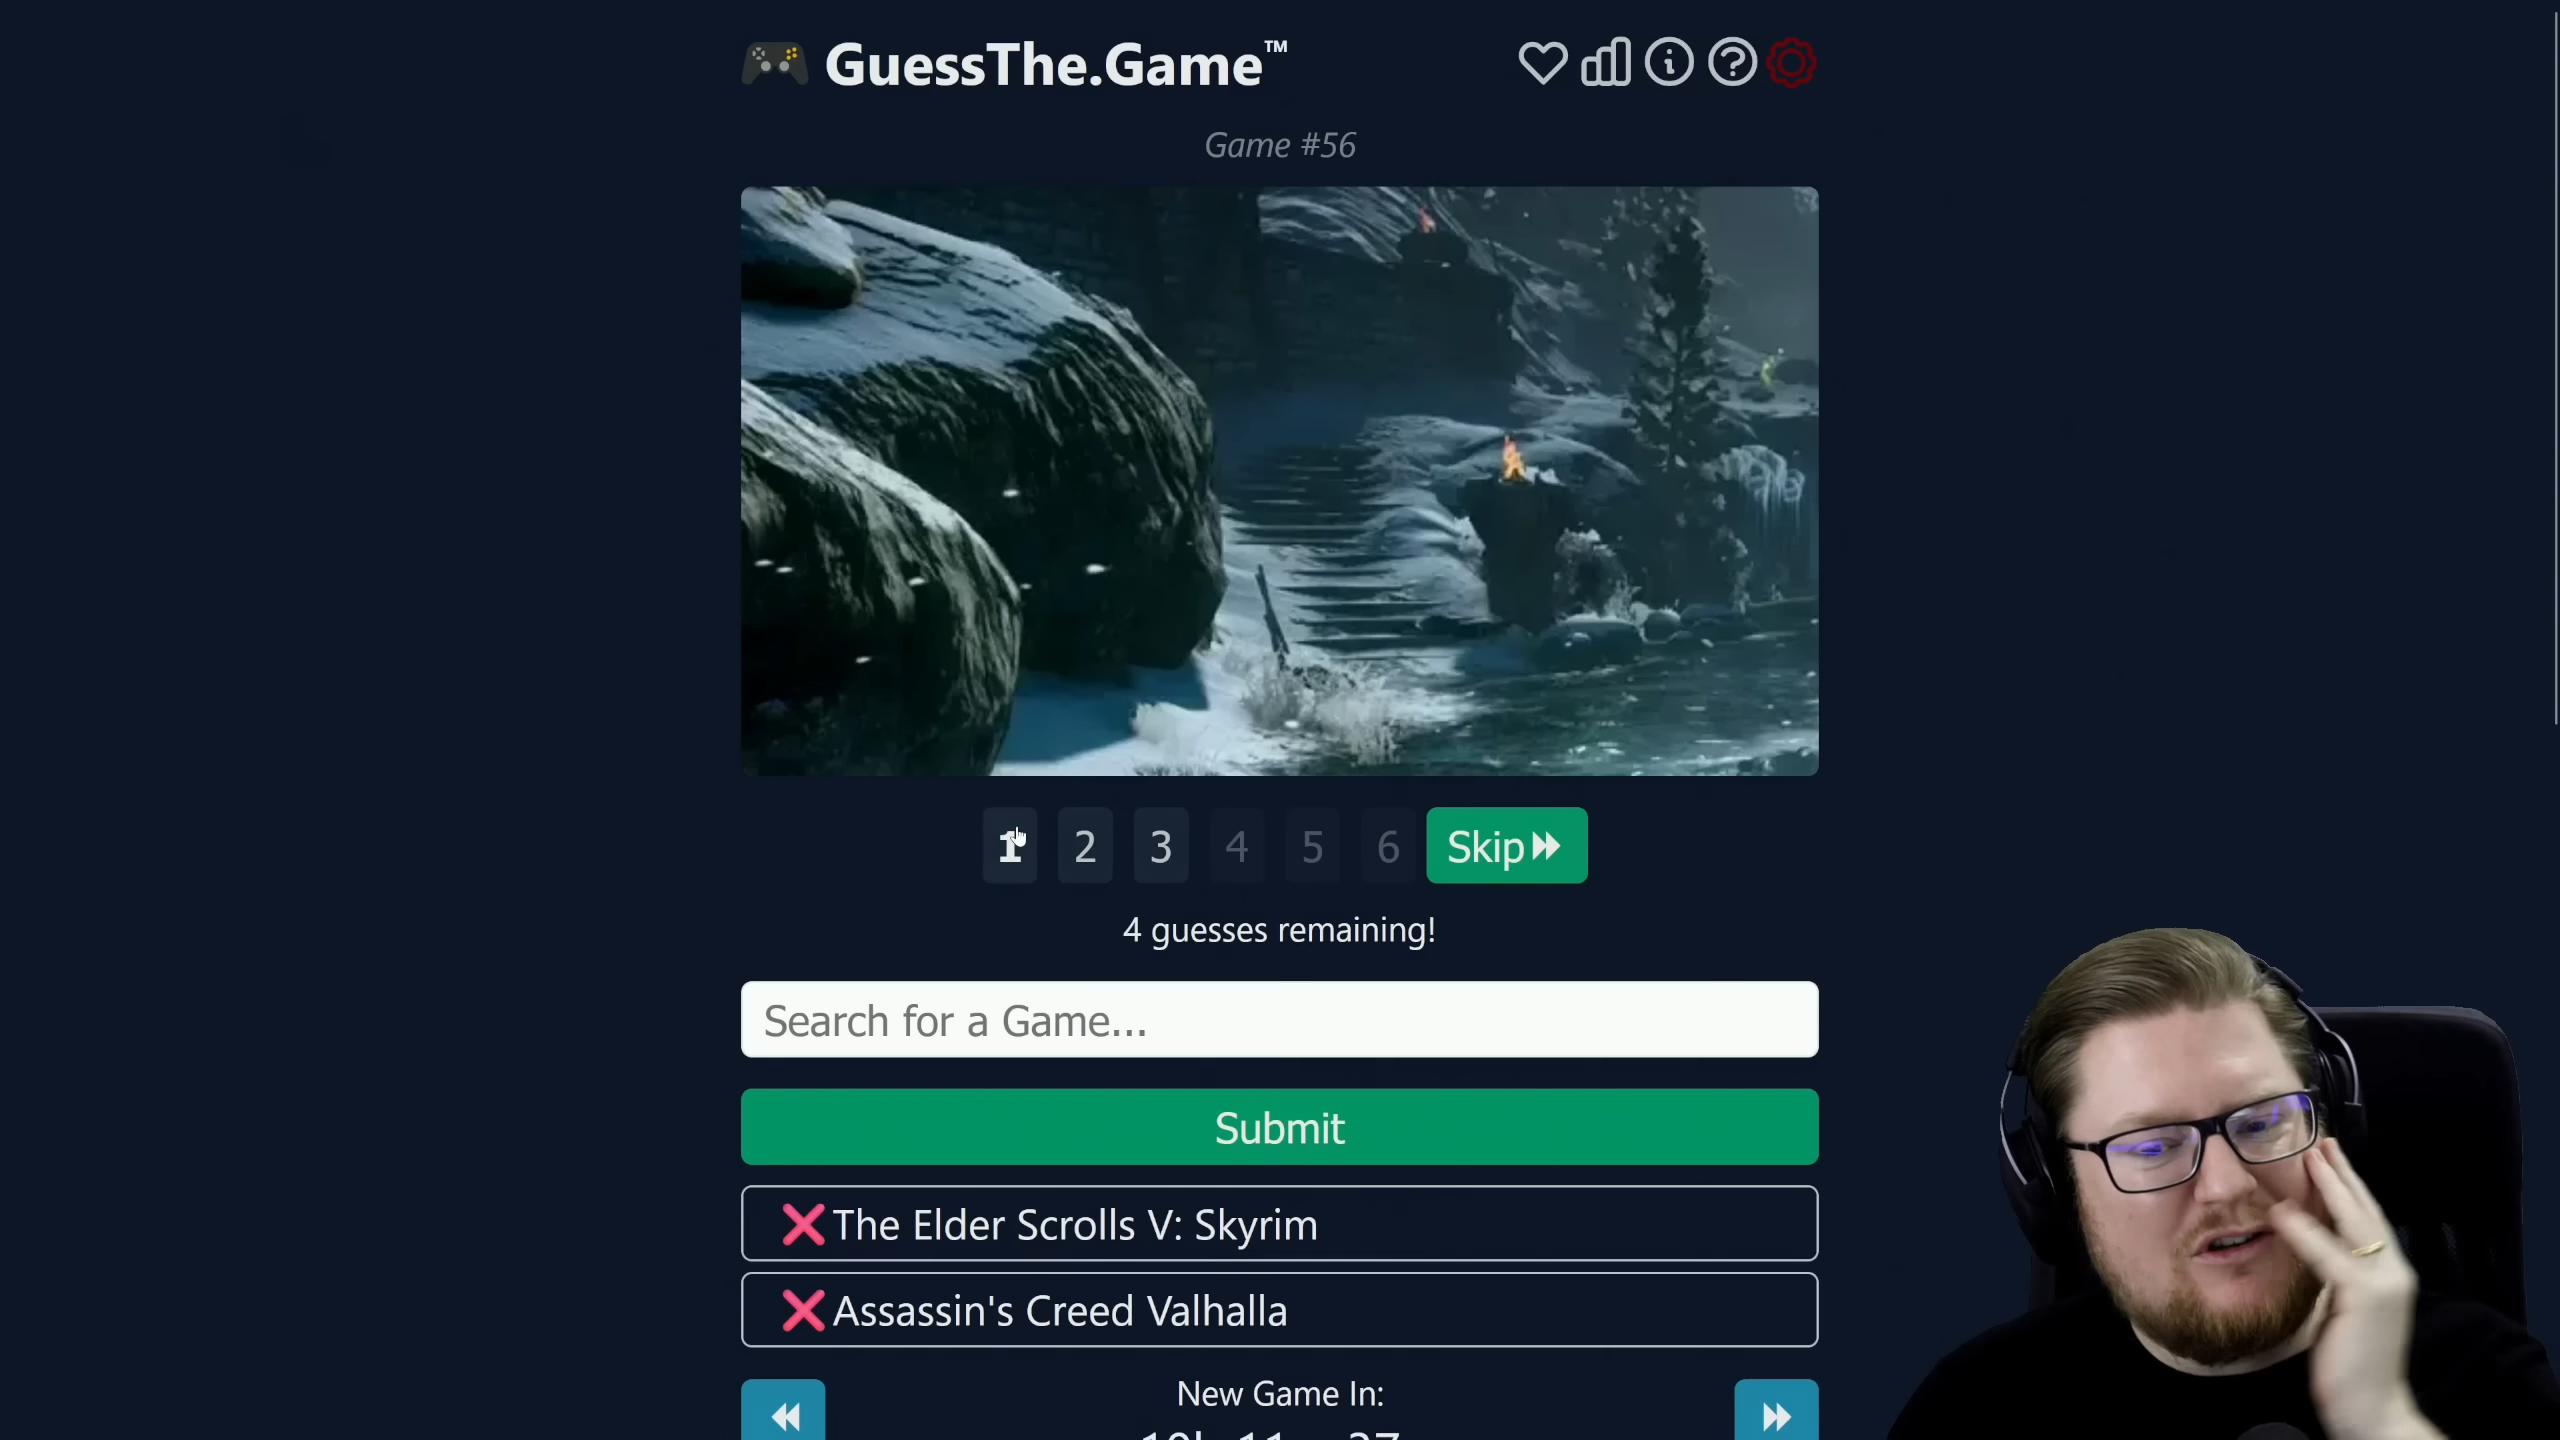 GuessThe.Game™
Game #56
1 2 3 4 5 6 Skip
4 guesses remaining!
Search for a Game...
Submit
The Elder Scrolls V: Skyrim
Assassin's Creed Valhalla
New Game In: